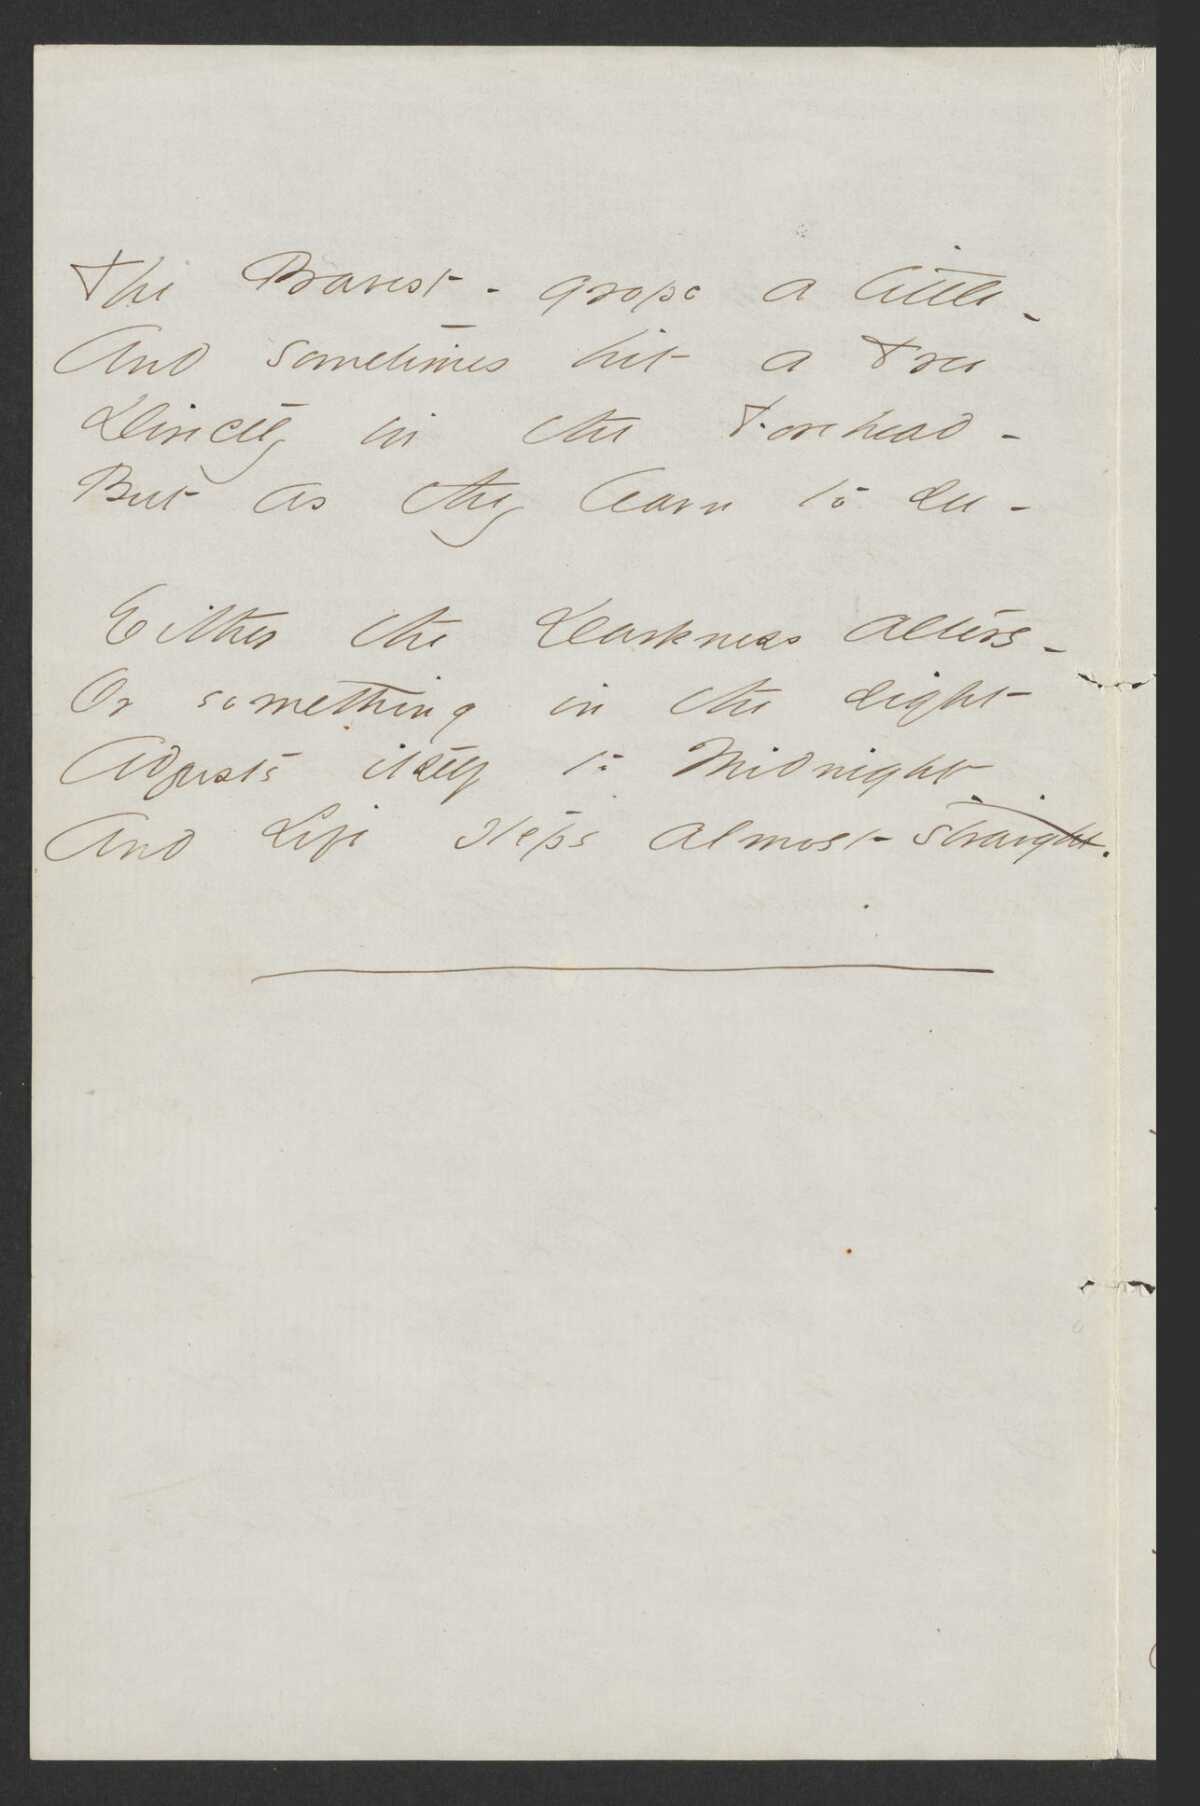 The Bravest - grope a little -
And sometimes hit a Tree
Directly in the Forehead -
But as they learn to see -
Either the Darkness alters -
Or something in the sight
Adjusts itself to Midnight -
And Life steps almost straight.